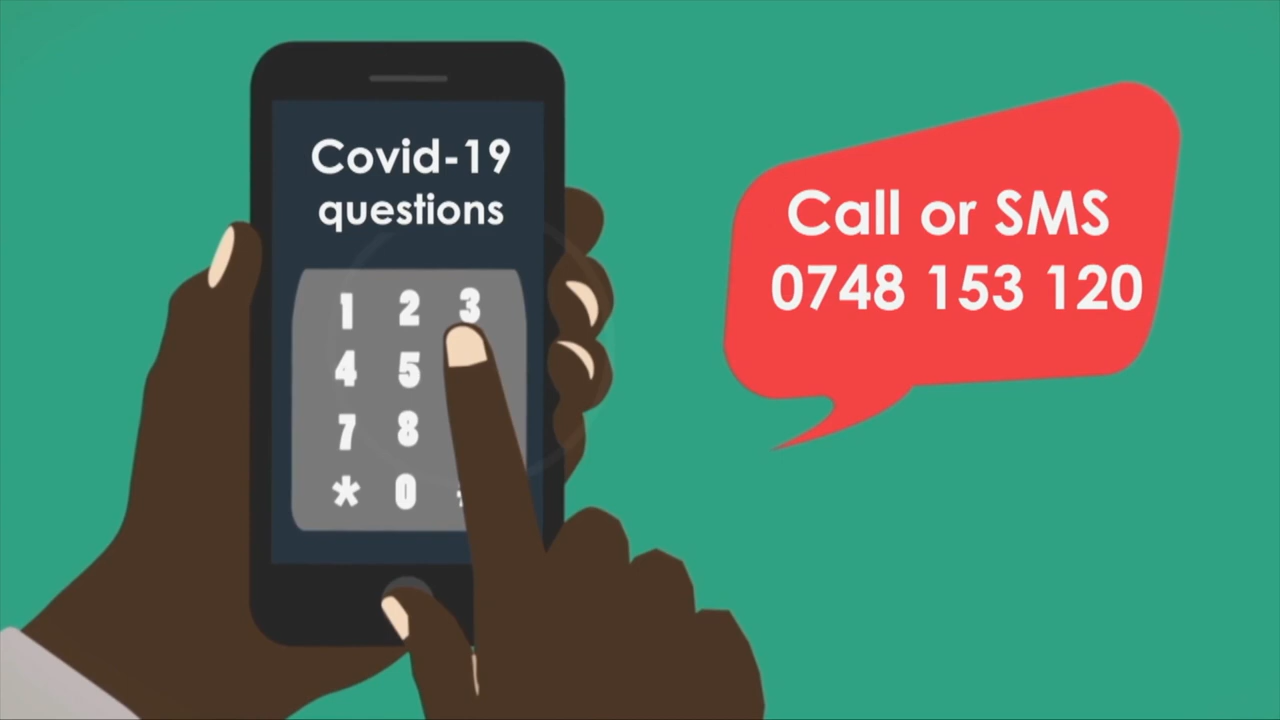 Covid-19
questions
1 2 3
4 5
7 8
* 0
Call or SMS
0748 153 120